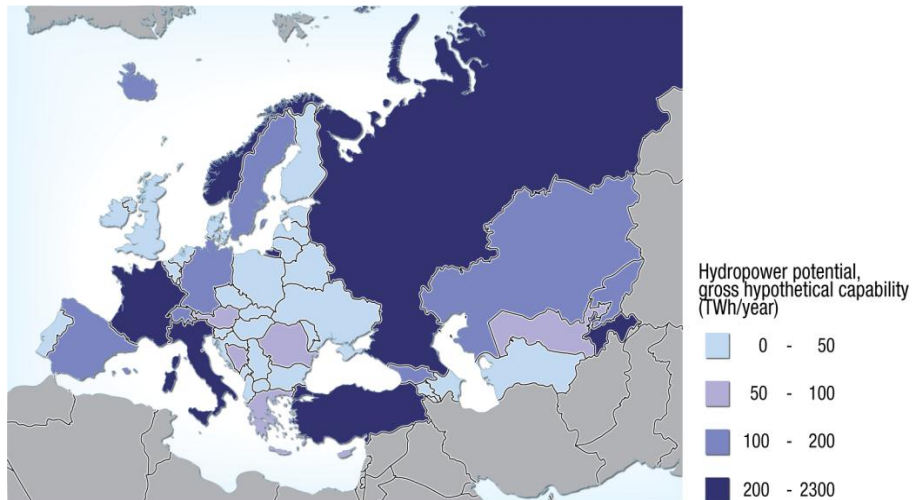 Hydropower potential,
gross hypothetical capability
(TWh/year)
0 - 50
50 - 100
100 - 200
200 - 2300